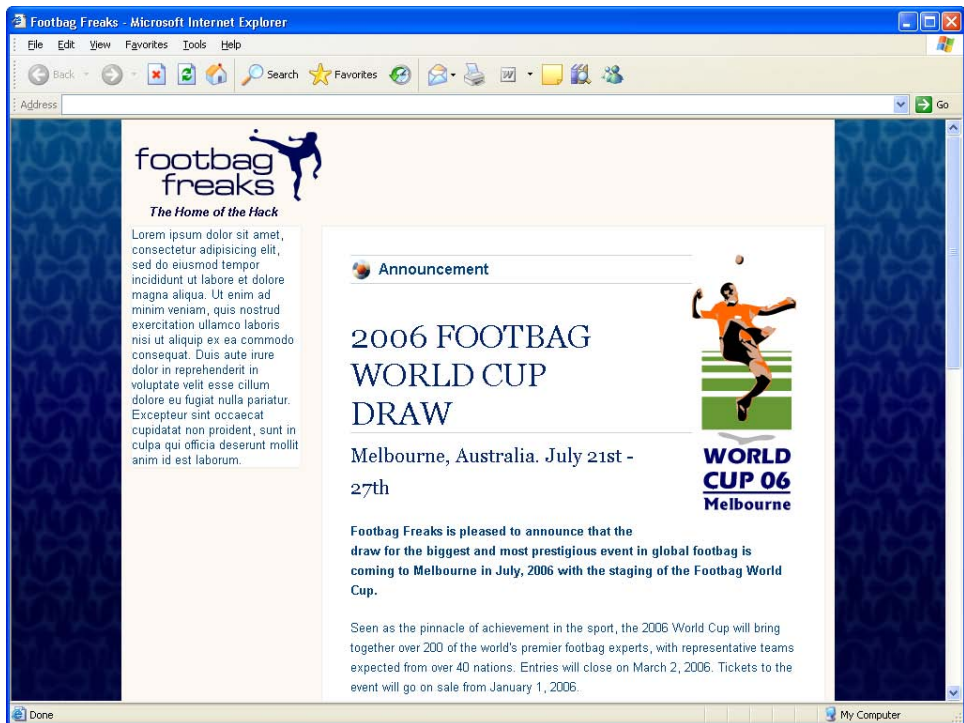 Footbag Freaks - Microsoft Internet Explorer
File Edit View Favorites Tools Help
Back Search Favorites W
Address Go
footbag
freaks
The Home of the Hack
Lorem ipsum dolor sit amet,
consectetur adipisicing elit,
sed do eiusmod tempor
incididunt ut labore et dolore
magna aliqua. Ut enim ad
minim veniam, quis nostrud
exercitation ullamco laboris
nisi ut aliquip ex ea commodo
consequat. Duis aute irure
dolor in reprehenderit in
voluptate velit esse cillum
dolore eu fugiat nulla pariatur.
Excepteur sint occaecat
cupidatat non proident, sunt in
culpa qui officia deserunt mollit
anim id est laborum.
Announcement
2006 FOOTBAG
WORLD CUP
DRAW
Melbourne, Australia. July 21st -
27th
WORLD
CUP 06
Melbourne
Footbag Freaks is pleased to announce that the
draw for the biggest and most prestigious event in global footbag is
coming to Melbourne in July, 2006 with the staging of the Footbag World
Cup.
Seen as the pinnacle of achievement in the sport, the 2006 World Cup will bring
together over 200 of the world's premier footbag experts, with representative teams
expected from over 40 nations. Entries will close on March 2, 2006. Tickets to the
event will go on sale from January 1, 2006.
Done My Computer